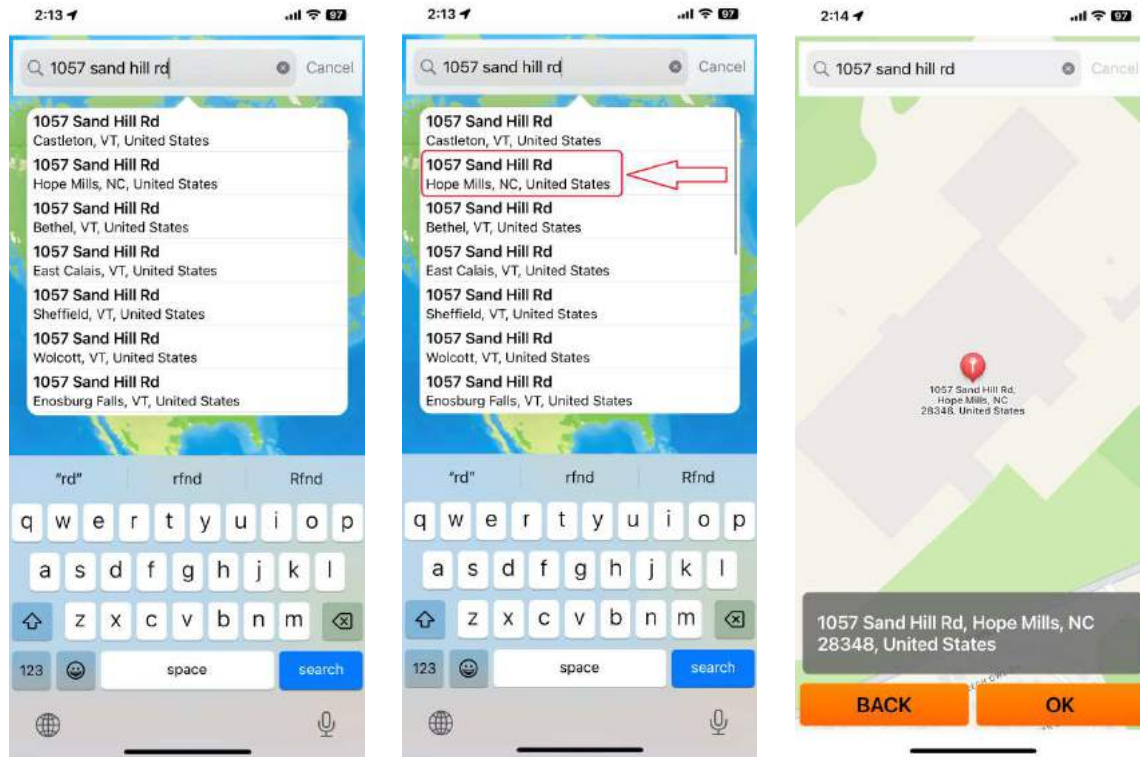 2:13
97
1057 sand hill rd
Cancel
1057 Sand Hill Rd
Castleton, VT, United States
1057 Sand Hill Rd
Hope Mills, NC, United States
1057 Sand Hill Rd
Bethel, VT, United States
1057 Sand Hill Rd
East Calais, VT, United States
1057 Sand Hill Rd
Sheffield, VT, United States
1057 Sand Hill Rd
Wolcott, VT, United States
1057 Sand Hill Rd
Enosburg Falls, VT, United States
"rd" rfnd Rfnd
q w e r t y u i o p
a s d f g h j k l
z x c v b n m
123 space search
2:13
97
1057 sand hill rd
Cancel
1057 Sand Hill Rd
Castleton, VT, United States
1057 Sand Hill Rd
Hope Mills, NC, United States
1057 Sand Hill Rd
Bethel, VT, United States
1057 Sand Hill Rd
East Calais, VT, United States
1057 Sand Hill Rd
Sheffield, VT, United States
1057 Sand Hill Rd
Wolcott, VT, United States
1057 Sand Hill Rd
Enosburg Falls, VT, United States
"rd" rfnd Rfnd
q w e r t y u i o p
a s d f g h j k l
z x c v b n m
123 space search
2:14
97
1057 sand hill rd
Cancel
1057 Sand Hill Rd,
Hope Mills, NC
28348, United States
1057 Sand Hill Rd, Hope Mills, NC
28348, United States
BACK OK